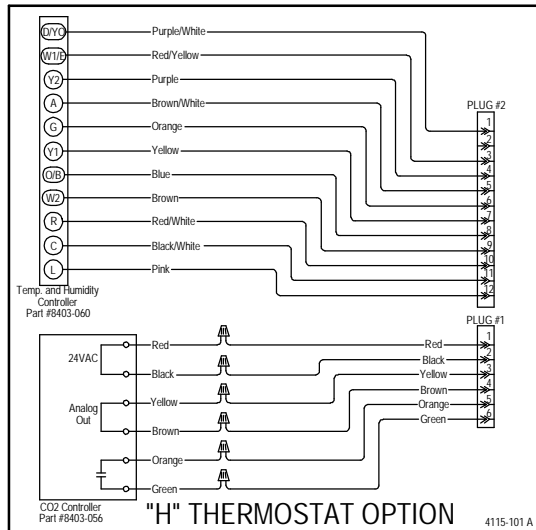 D/YO Purple/White
W1/E Red/Yellow
Y2 Purple
A Brown/White
G Orange
Y1 Yellow
O/B Blue
W2 Brown
R Red/White
C Black/White
L Pink
Temp. and Humidity
Controller
Part #8403-060
PLUG #2
1
2
3
4
5
6
7
8
9
10
11
12
PLUG #1
24VAC
Red Red 1
Black Black 2
Analog
Out
Yellow Yellow 3
Brown Brown 4
Orange Orange 5
Green Green 6
CO2 Controller
Part #8403-056
"H" THERMOSTAT OPTION
4115-101 A